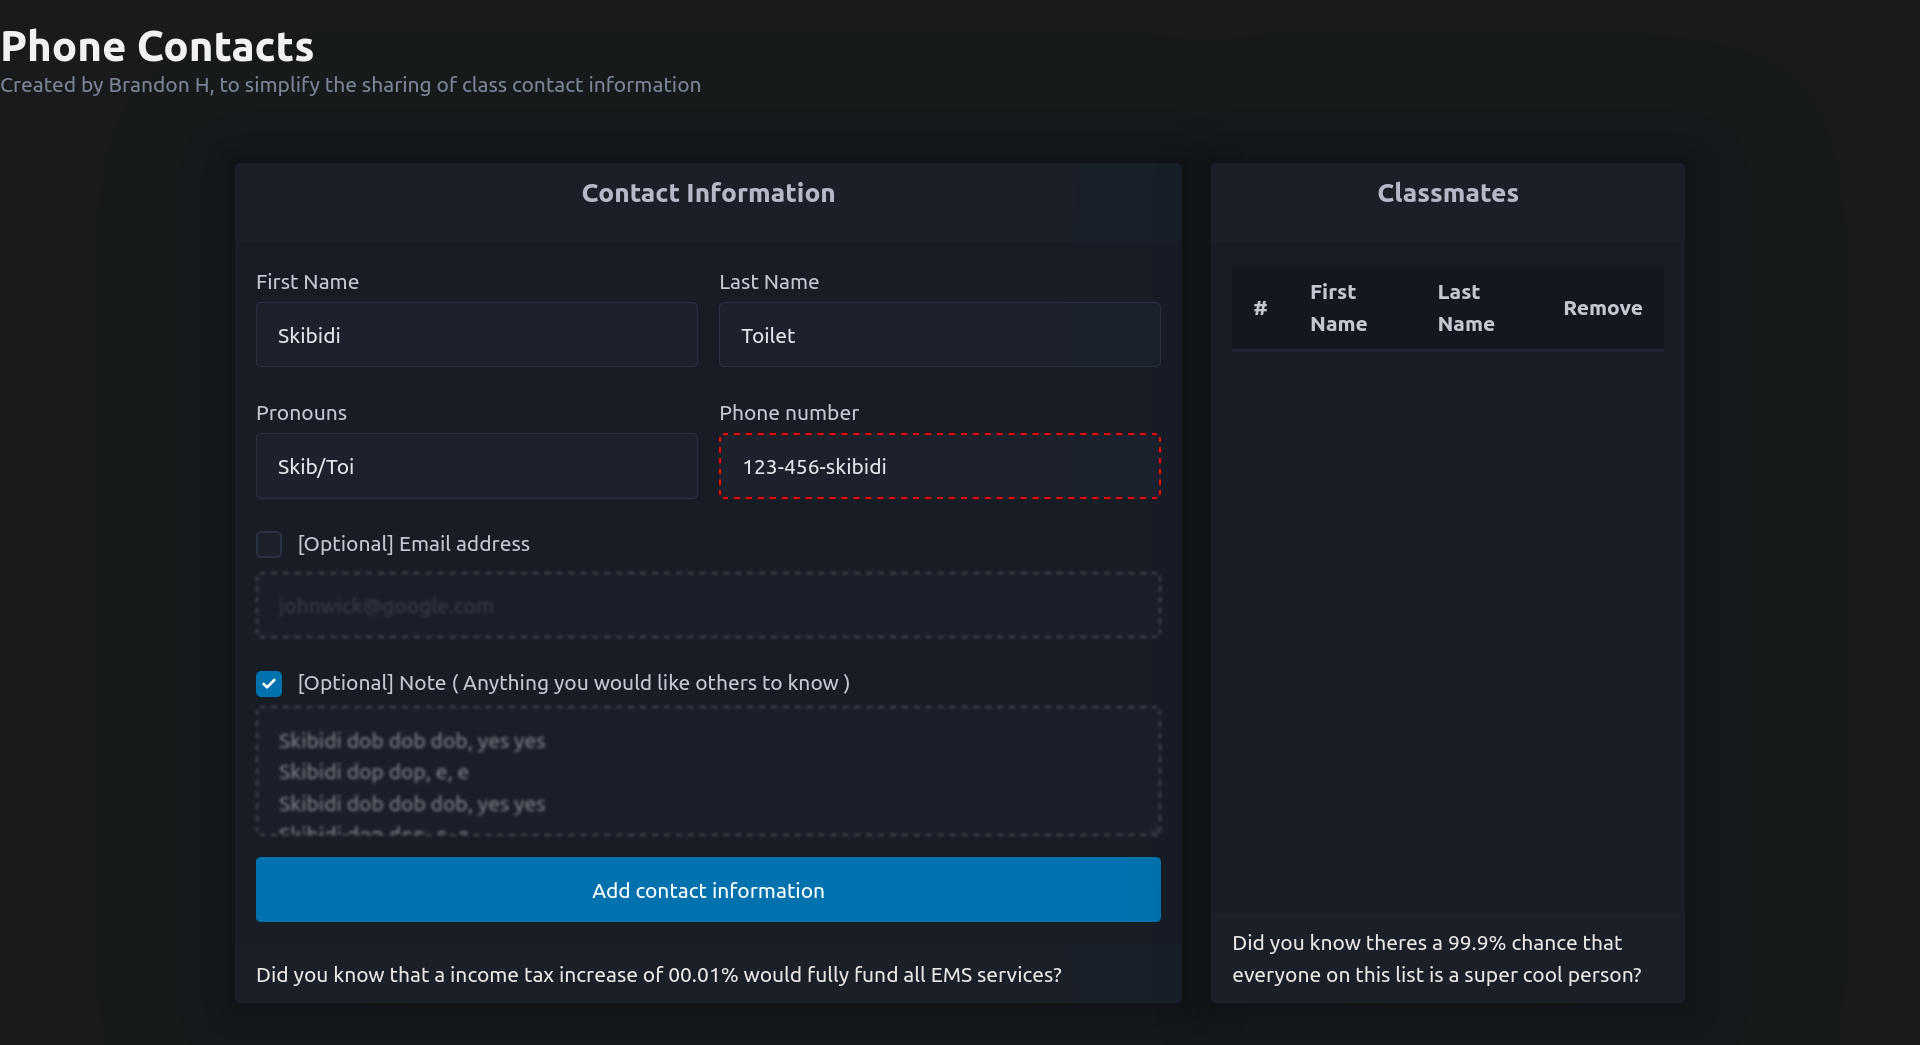 Phone Contacts
Created by Brandon H, to simplify the sharing of class contact information
Contact Information
First Name
Last Name
Skibidi
Toilet
Pronouns
Phone number
Skib/Toi
123-456-skibidi
[Optional] Email address
johnwick@google.com
[Optional] Note ( Anything you would like others to know )
Skibidi dob dob dob, yes yes
Skibidi dop dop, e, e
Skibidi dob dob dob, yes yes
Add contact information
Did you know that a income tax increase of 00.01% would fully fund all EMS services?
Classmates
#
First Name
Last Name
Remove
Did you know theres a 99.9% chance that
everyone on this list is a super cool person?